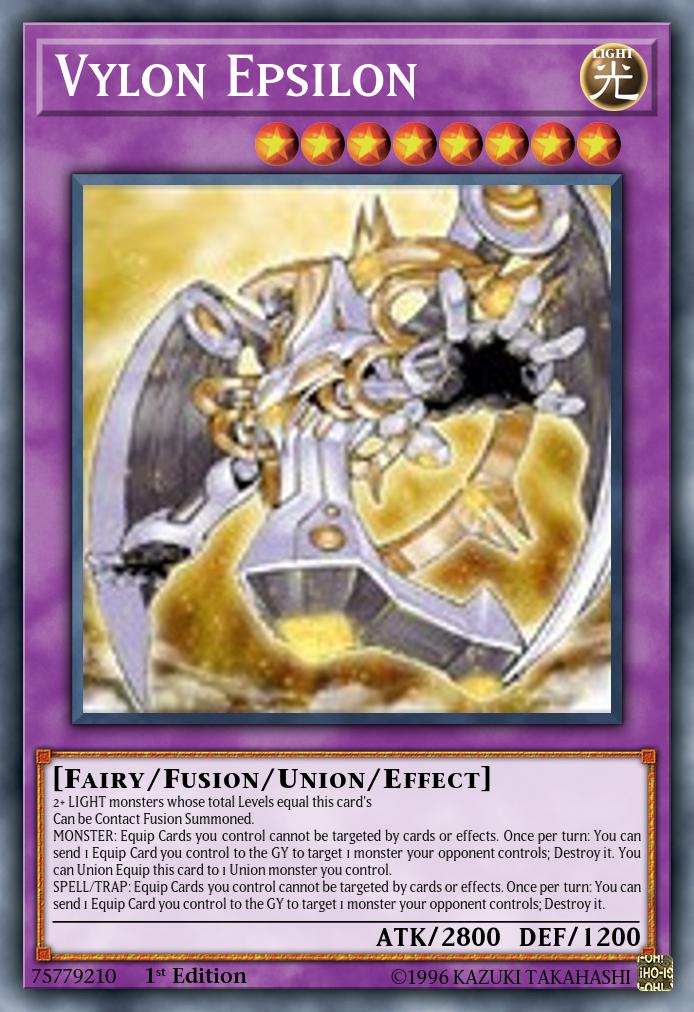 VYLON EPSILON
LIGHT
光
[FAIRY/FUSION/UNION/EFFECT]
2+ LIGHT monsters whose total Levels equal this card's
Can be Contact Fusion Summoned.
MONSTER: Equip Cards you control cannot be targeted by cards or effects. Once per turn: You can
send 1 Equip Card you control to the GY to target 1 monster your opponent controls; Destroy it. You
can Union Equip this card to 1 Union monster you control.
SPELL/TRAP: Equip Cards you control cannot be targeted by cards or effects. Once per turn: You can
send 1 Equip Card you control to the GY to target 1 monster your opponent controls; Destroy it.
ATK/2800 DEF/1200
75779210 1st Edition ©1996 KAZUKI TAKAHASHI